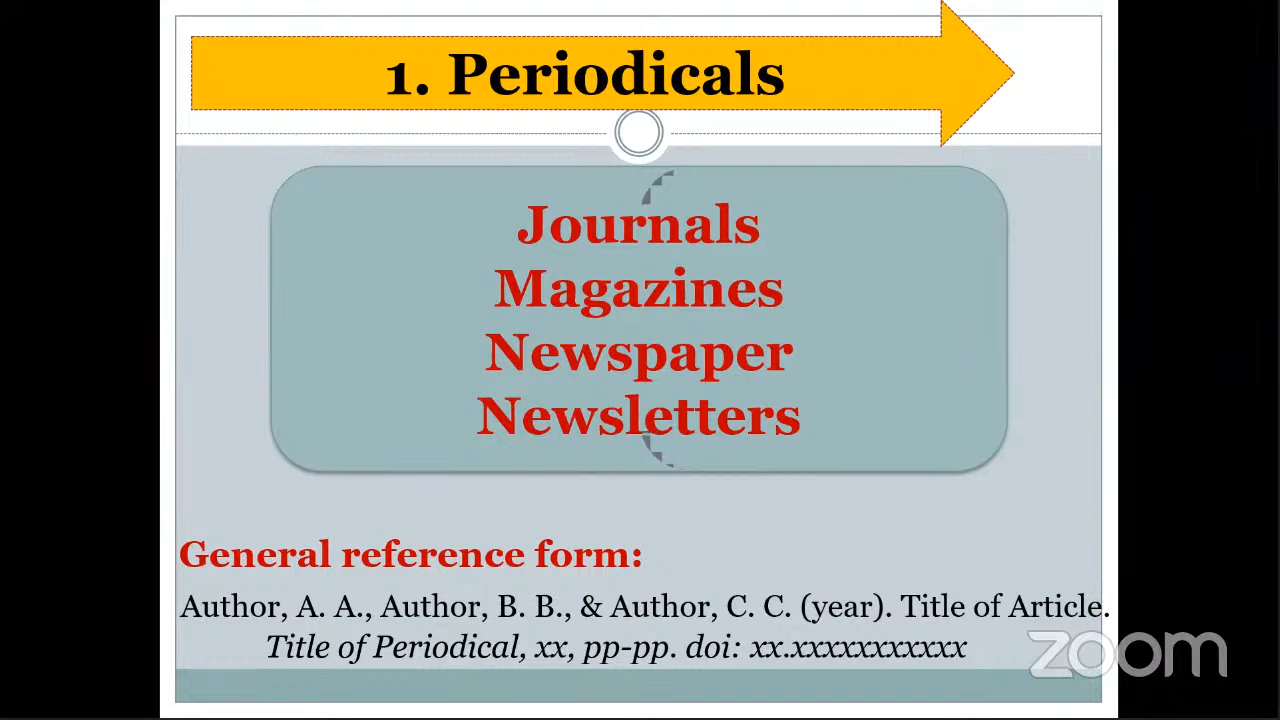 1. Periodicals
Journals
Magazines
Newspaper
Newsletters
General reference form:
Author, A. A., Author, B. B., & Author, C. C. (year). Title of Article.
Title of Periodical, xx, pp-pp. doi: xx.xxxxxxxxxxx
zoom